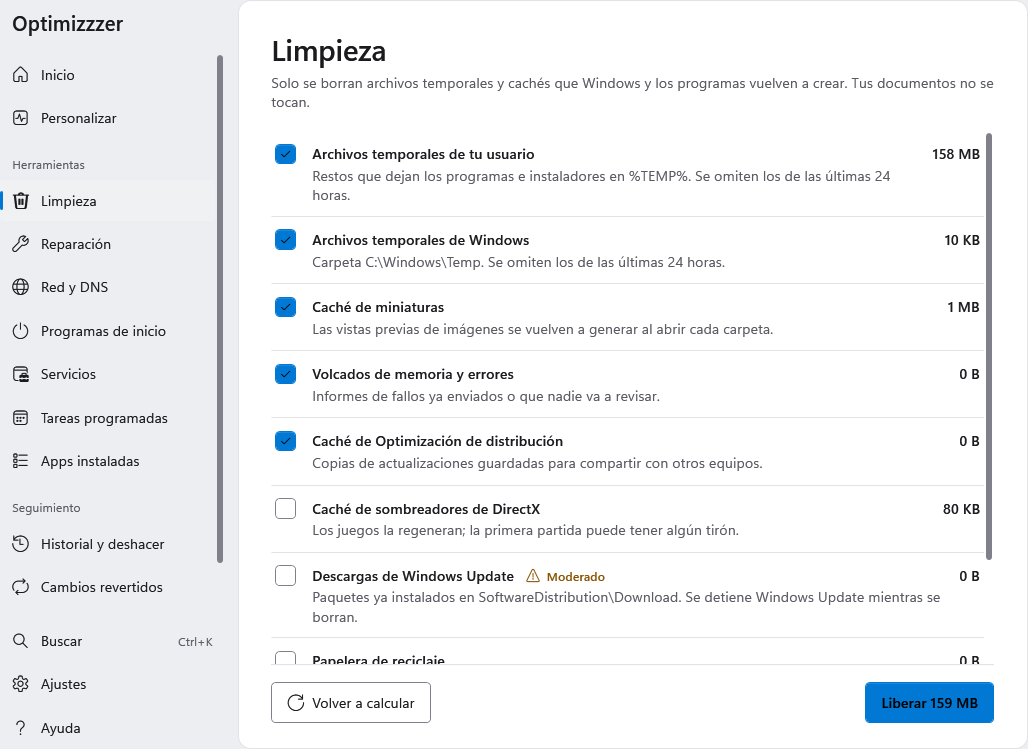 Optimizzzer
Inicio
Personalizar
Herramientas
Limpieza
Reparación
Red y DNS
Programas de inicio
Servicios
Tareas programadas
Apps instaladas
Seguimiento
Historial y deshacer
Cambios revertidos
Buscar Ctrl+K
Ajustes
Ayuda
Limpieza
Solo se borran archivos temporales y cachés que Windows y los programas vuelven a crear. Tus documentos no se
tocan.
Archivos temporales de tu usuario 158 MB
Restos que dejan los programas e instaladores en %TEMP%. Se omiten los de las últimas 24
horas.
Archivos temporales de Windows 10 KB
Carpeta C:\Windows\Temp. Se omiten los de las últimas 24 horas.
Caché de miniaturas 1 MB
Las vistas previas de imágenes se vuelven a generar al abrir cada carpeta.
Volcados de memoria y errores 0 B
Informes de fallos ya enviados o que nadie va a revisar.
Caché de Optimización de distribución 0 B
Copias de actualizaciones guardadas para compartir con otros equipos.
Caché de sombreadores de DirectX 80 KB
Los juegos la regeneran; la primera partida puede tener algún tirón.
Descargas de Windows Update Moderado 0 B
Paquetes ya instalados en SoftwareDistribution\Download. Se detiene Windows Update mientras se
borran.
Papelera de reciclaje 0 B
Volver a calcular
Liberar 159 MB